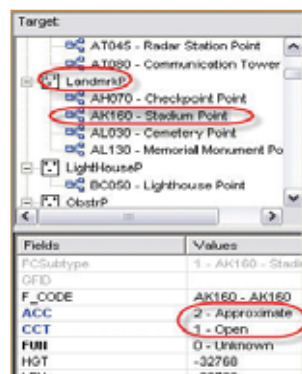 Target:
AT045 - Radar Station Point
AT080 - Communication Tower
LandmrkP
AH070 - Checkpoint Point
AK160 - Stadium Point
AL030 - Cemetery Point
AL130 - Memorial Monument Po
LightHouseP
BC050 - Lighthouse Point
ObstrP
Fields Values
FCSubtype 1 - AK160 - Stadi
GFID
F_CODE AK160 - AK160
ACC 2 - Approximate
CCT 1 - Open
FUN 0 - Unknown
HGT -32768